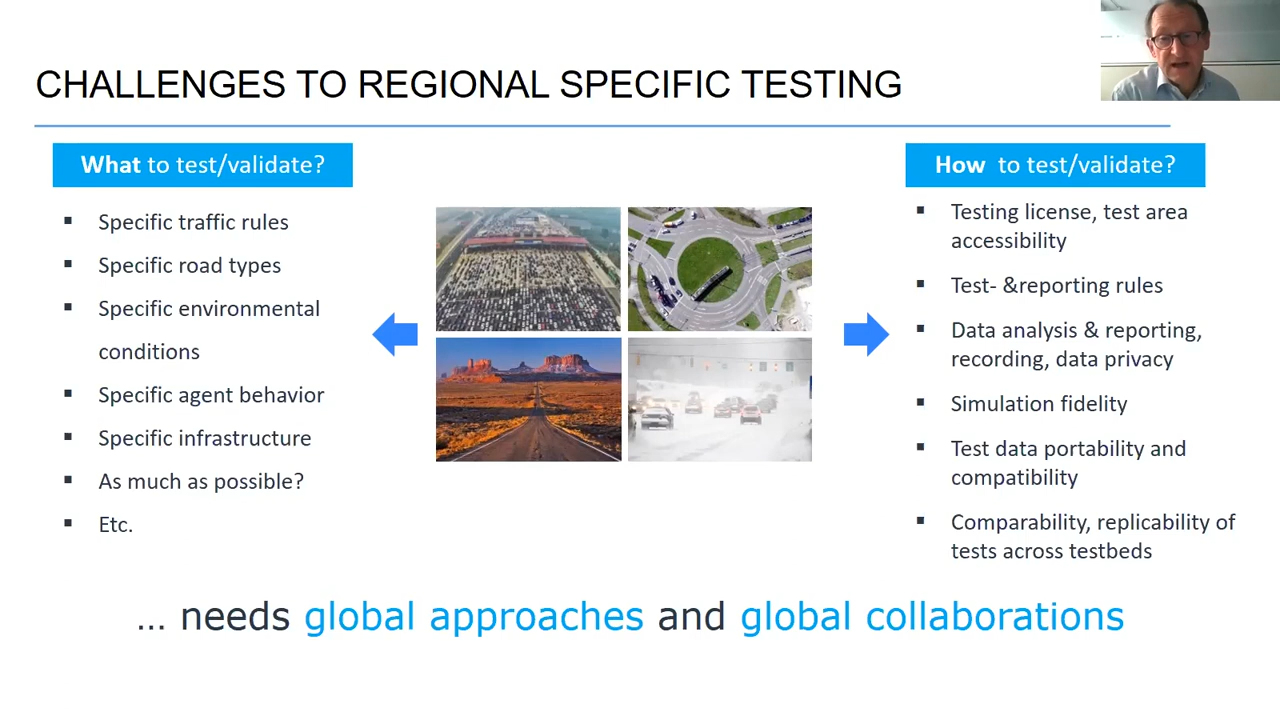 CHALLENGES TO REGIONAL SPECIFIC TESTING
What to test/validate?
Specific traffic rules
Specific road types
Specific environmental
conditions
Specific agent behavior
Specific infrastructure
As much as possible?
Etc.
How to test/validate?
Testing license, test area
accessibility
Test- &reporting rules
Data analysis & reporting,
recording, data privacy
Simulation fidelity
Test data portability and
compatibility
Comparability, replicability of
tests across testbeds
... needs global approaches and global collaborations